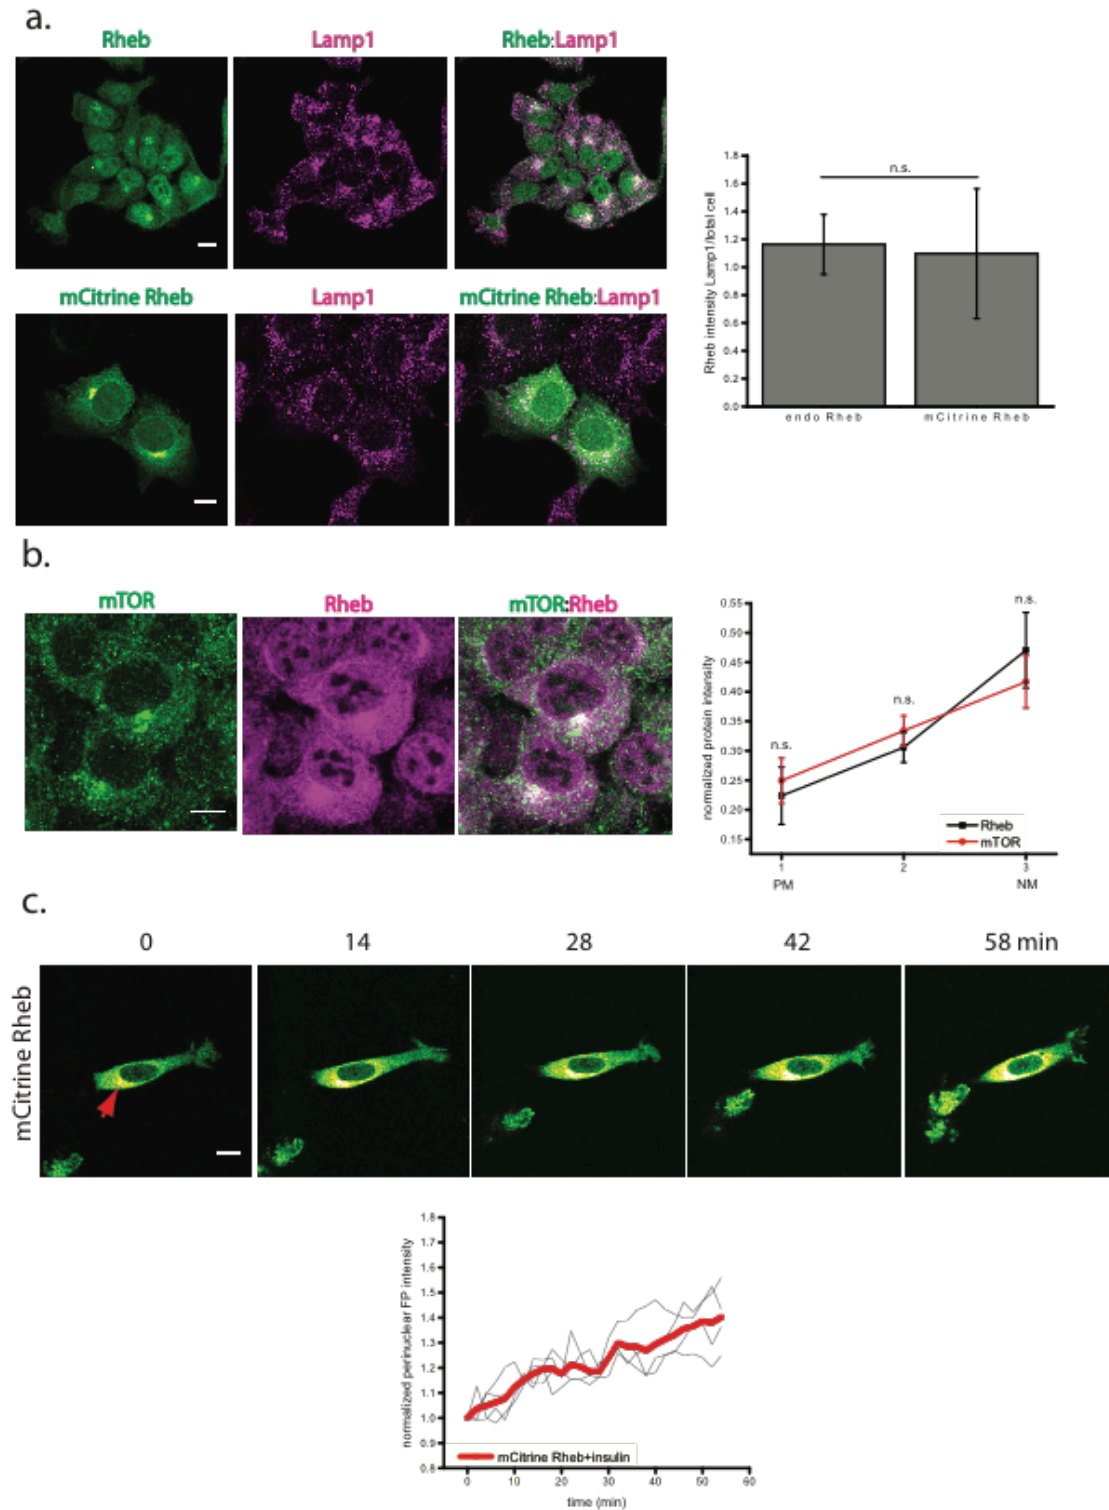 a.
Rheb
Lamp1
Rheb:Lamp1
mCitrine Rheb
Lamp1
mCitrine Rheb:Lamp1
Rheb intensity Lamp1/total cell
1.8
1.6
1.4
1.2
1.0
0.8
0.6
0.4
0.2
0.0
n.s.
endo Rheb
mCitrine Rheb
b.
mTOR
Rheb
mTOR:Rheb
normalized protein intensity
0.55
0.50
0.45
0.40
0.35
0.30
0.25
0.20
0.15
n.s.
n.s.
n.s.
Rheb
mTOR
1
2
3
PM
NM
c.
0
14
28
42
58 min
mCitrine Rheb
normalized perinuclear FP intensity
1.8
1.7
1.6
1.5
1.4
1.3
1.2
1.1
1.0
0.9
0.8
mCitrine Rheb+insulin
0
10
20
30
40
50
60
time (min)